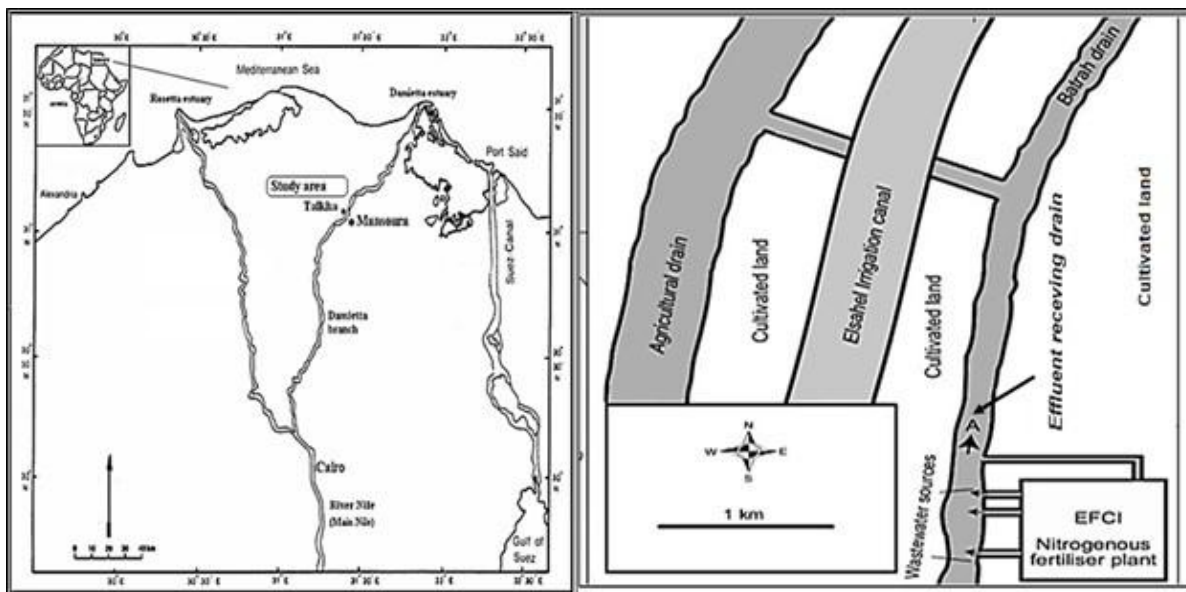 Mediterranean Sea
Rosetta estuary
Damietta estuary
Port Said
Alexandria
Study area
Talkha
Mansoura
Suez Canal
Damietta
branch
Cairo
River Nile
(Main Nile)
Gulf of
Suez
Agricultural drain
Cultivated land
Elsahel Irrigation canal
Cultivated land
Batrah drain
Effluent receving drain
Cultivated land
A
N
W E
S
1 km
Wastewater sources
EFCI
Nitrogenous
fertiliser plant